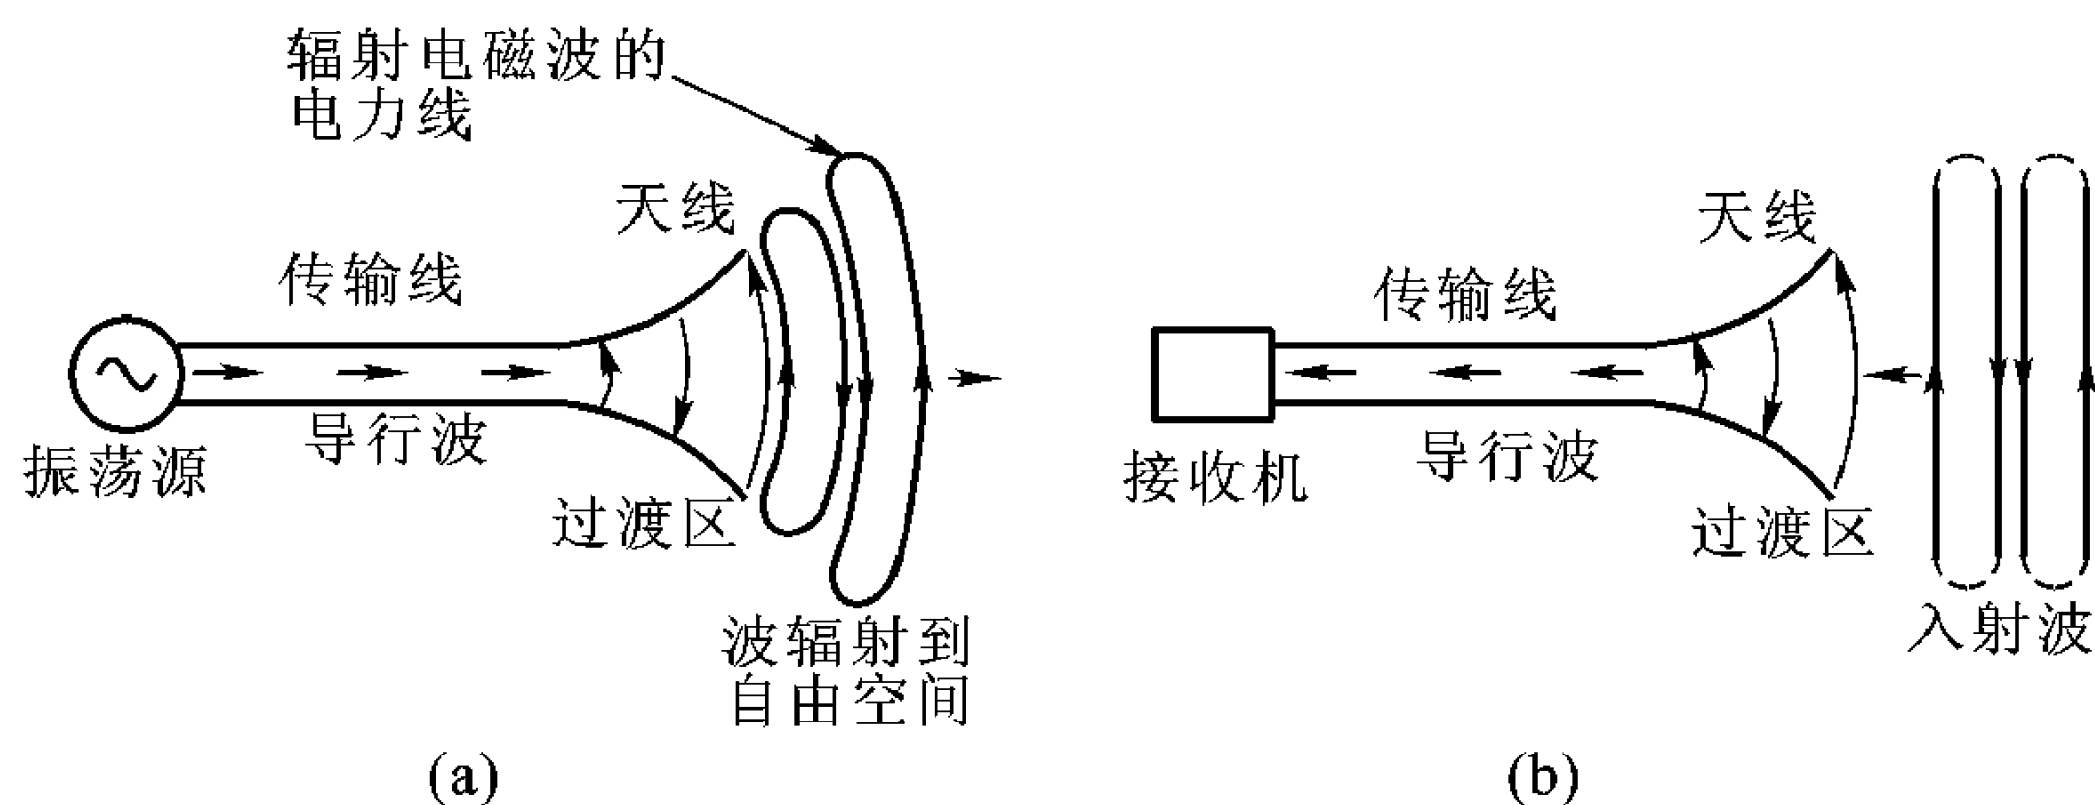 辐射电磁波的
电力线
天线
传输线
导行波
振荡源
过渡区
波辐射到
自由空间
(a)
天线
传输线
导行波
接收机
过渡区
入射波
(b)